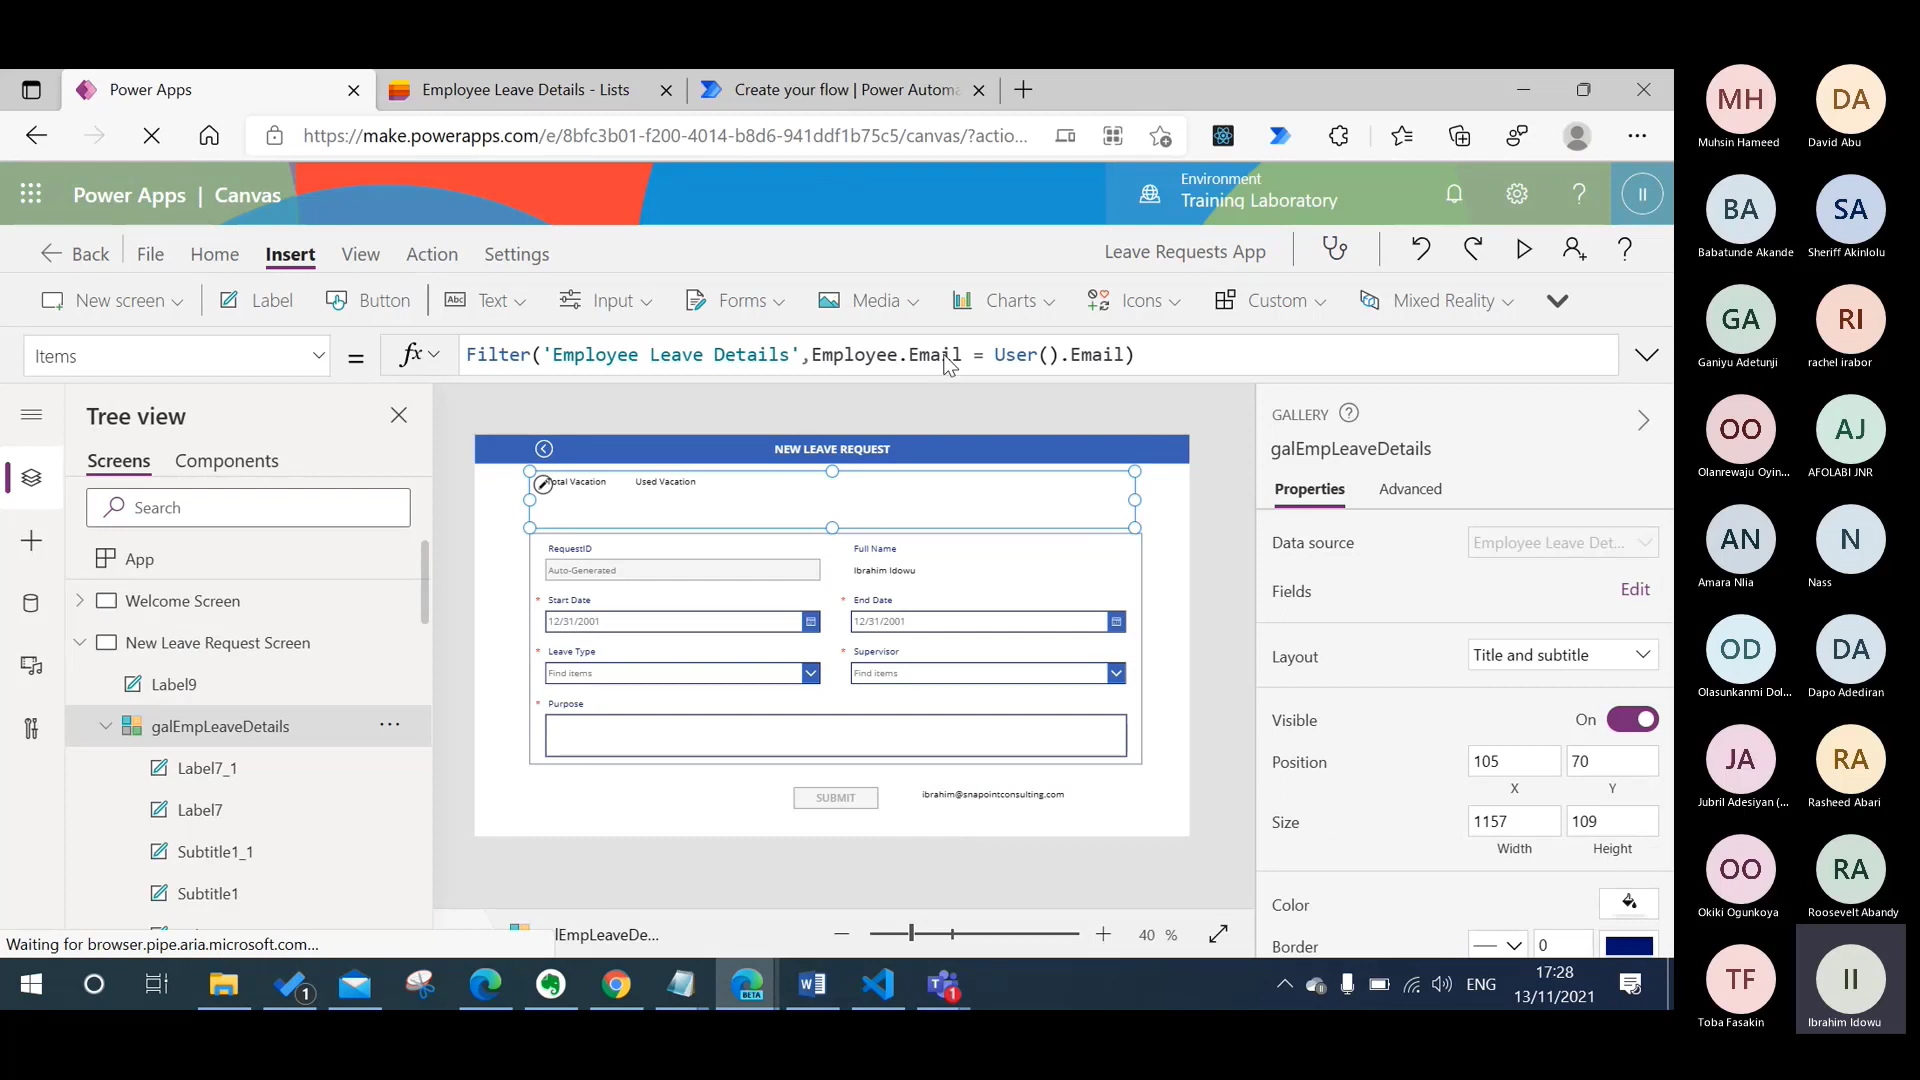 Power Apps
Employee Leave Details - Lists
Create your flow | Power Automa
https://make.powerapps.com/e/8bfc3b01-f200-4014-b8d6-941ddf1b75c5/canvas/?actio...
Power Apps | Canvas
Environment
Training Laboratory
II
Back
File
Home
Insert
View
Action
Settings
Leave Requests App
New screen
Label
Button
Abc
Text
Input
Forms
Media
Charts
Icons
Custom
Mixed Reality
Items
=
fx
Filter('Employee Leave Details',Employee.Email = User().Email)
Tree view
Screens
Components
Search
App
Welcome Screen
New Leave Request Screen
Label9
galEmpLeaveDetails
Label7_1
Label7
Subtitle1_1
Subtitle1
NEW LEAVE REQUEST
Total Vacation
Used Vacation
RequestID
Full Name
Auto-Generated
Ibrahim Idowu
* Start Date
* End Date
12/31/2001
12/31/2001
* Leave Type
* Supervisor
Find items
Find items
* Purpose
SUBMIT
ibrahim@snapointconsulting.com
lEmpLeaveDe...
40 %
GALLERY
galEmpLeaveDetails
Properties
Advanced
Data source
Employee Leave Det...
Fields
Edit
Layout
Title and subtitle
Visible
On
Position
105
70
X
Y
Size
1157
109
Width
Height
Color
Border
0
Waiting for browser.pipe.aria.microsoft.com...
1
BETA
1
ENG
17:28
13/11/2021
MH
Muhsin Hameed
DA
David Abu
BA
Babatunde Akande
SA
Sheriff Akinlolu
GA
Ganiyu Adetunji
RI
rachel irabor
OO
Olanrewaju Oyin...
AJ
AFOLABI JNR
AN
Amara Nlia
N
Nass
OD
Olasunkanmi Dol...
DA
Dapo Adediran
JA
Jubril Adesiyan (...
RA
Rasheed Abari
OO
Okiki Ogunkoya
RA
Roosevelt Abandy
TF
Toba Fasakin
II
Ibrahim Idowu